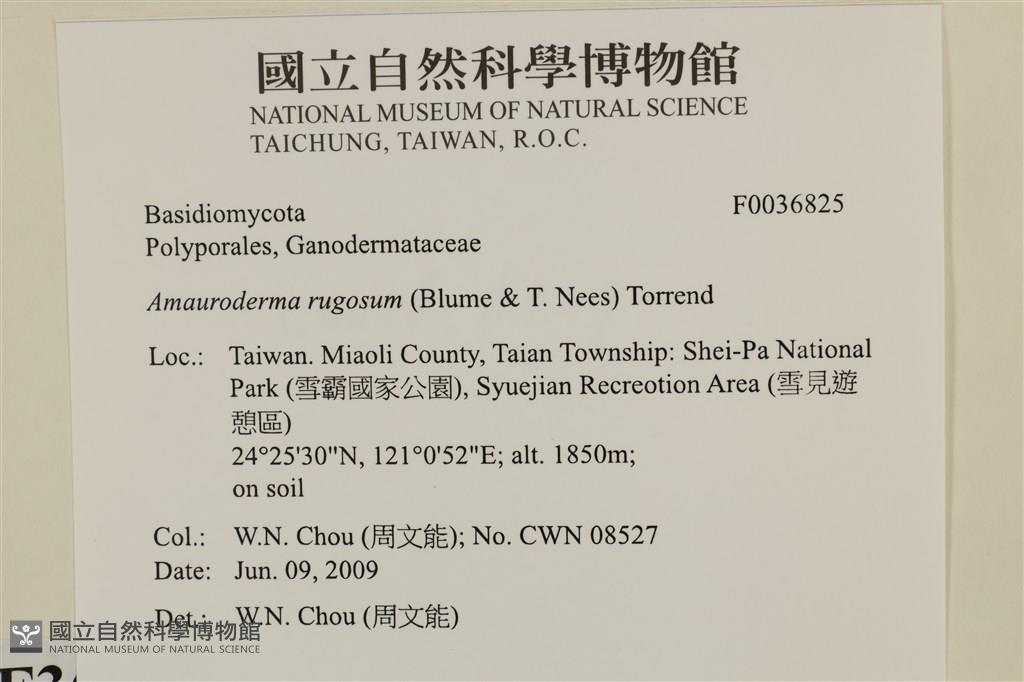 國立自然科學博物館
NATIONAL MUSEUM OF NATURAL SCIENCE
TAICHUNG, TAIWAN, R.O.C.
Basidiomycota F0036825
Polyporales, Ganodermataceae
Amauroderma rugosum (Blume & T. Nees) Torrend
Loc.: Taiwan. Miaoli County, Taian Township: Shei-Pa National
Park (雪霸國家公園), Syuejian Recreotion Area (雪見遊
憩區)
24°25'30"N, 121°0'52"E; alt. 1850m;
on soil
Col.: W.N. Chou (周文能); No. CWN 08527
Date: Jun. 09, 2009
Det.: W.N. Chou (周文能)
國立自然科學博物館
NATIONAL MUSEUM OF NATURAL SCIENCE